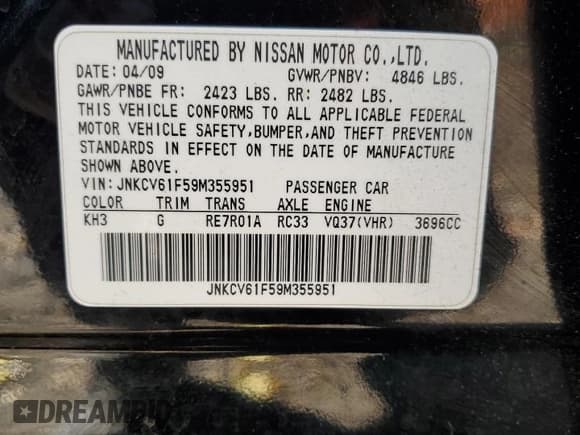 MANUFACTURED BY NISSAN MOTOR CO.,LTD.
DATE: 04/09 GVWR/PNBV: 4846 LBS.
GAWR/PNBE FR: 2423 LBS. RR: 2482 LBS.
THIS VEHICLE CONFORMS TO ALL APPLICABLE FEDERAL
MOTOR VEHICLE SAFETY,BUMPER,AND THEFT PREVENTION
STANDARDS IN EFFECT ON THE DATE OF MANUFACTURE
SHOWN ABOVE.
VIN:JNKCV61F59M355951 PASSENGER CAR
COLOR TRIM TRANS AXLE ENGINE
KH3 G RE7R01A RC33 VQ37(VHR) 3696CC
JNKCV61F59M355951
DREAMBID